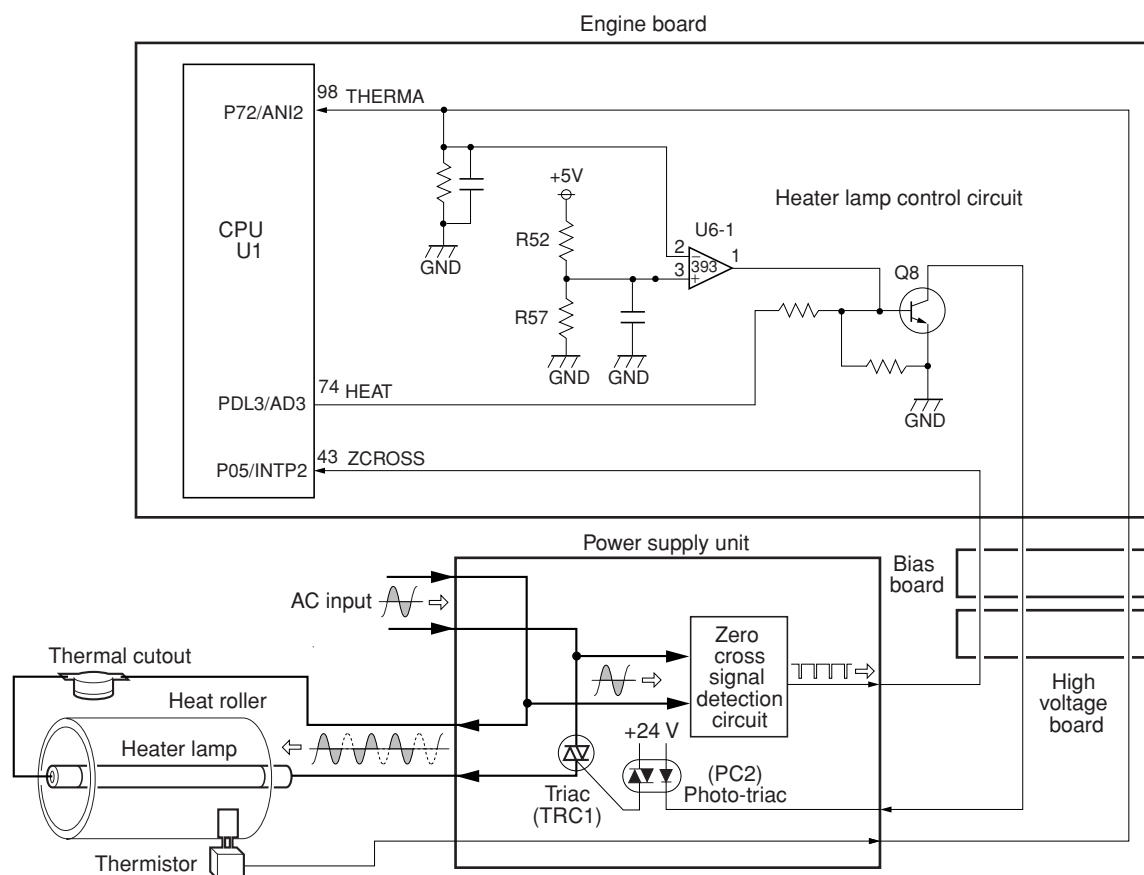 Engine board
98 THERMA
P72/ANI2
+5V
Heater lamp control circuit
CPU
U1
U6-1
R52
2
1
−
393
3
+
GND
Q8
R57
GND
GND
74 HEAT
PDL3/AD3
GND
43 ZCROSS
P05/INTP2
Power supply unit
Bias
board
AC input
Zero
cross
signal
detection
circuit
Thermal cutout
Heat roller
High
voltage
board
+24 V
Heater lamp
(PC2)
Photo-triac
Triac
(TRC1)
Thermistor